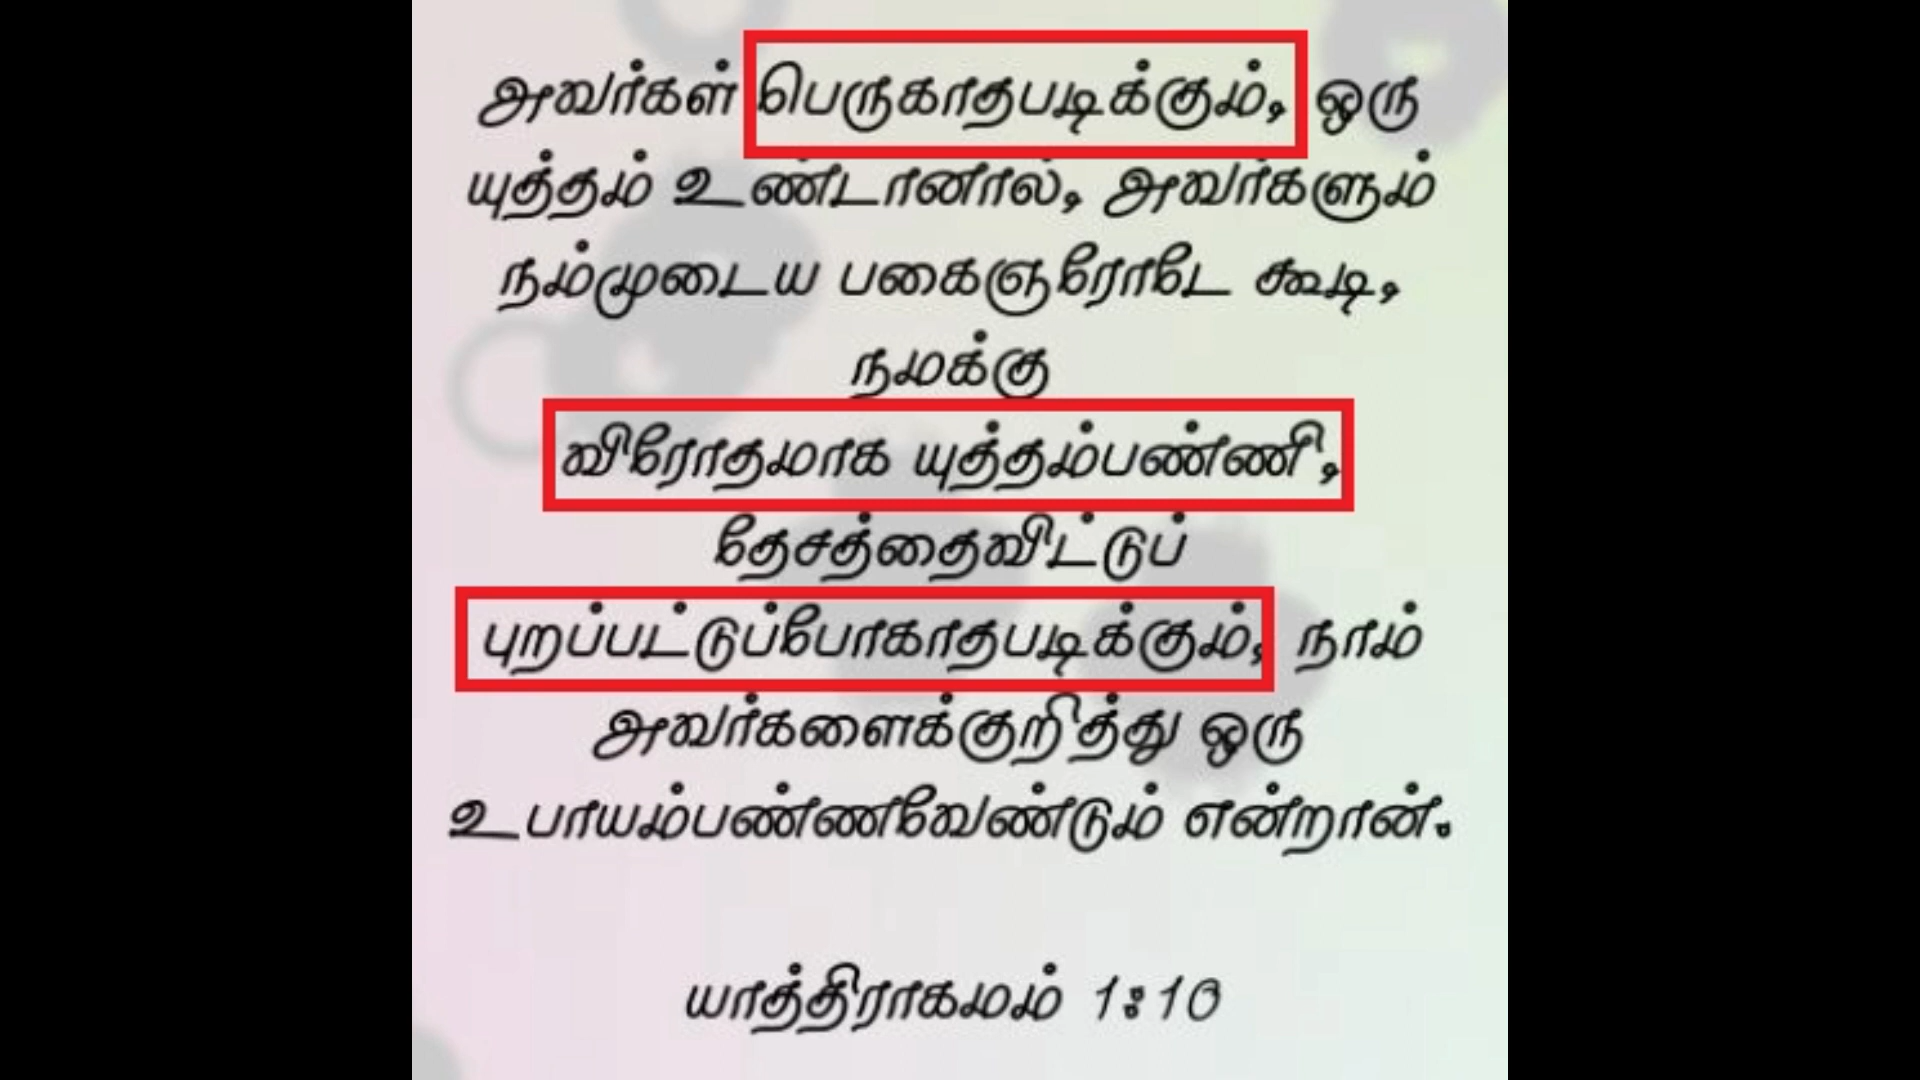 அவர்கள் பெருகாதபடிக்கும், ஒரு
யுத்தம் உண்டானால், அவர்களும்
நம்முடைய பகைஞரோடே கூடி,
நமக்கு
விரோதமாக யுத்தம்பண்ணி,
தேசத்தைவிட்டுப்
புறப்பட்டுப்போகாதபடிக்கும், நாம்
அவர்களைக்குறித்து ஒரு
உபாயம்பண்ணவேண்டும் என்றான்.
யாத்திராகமம் 1:10